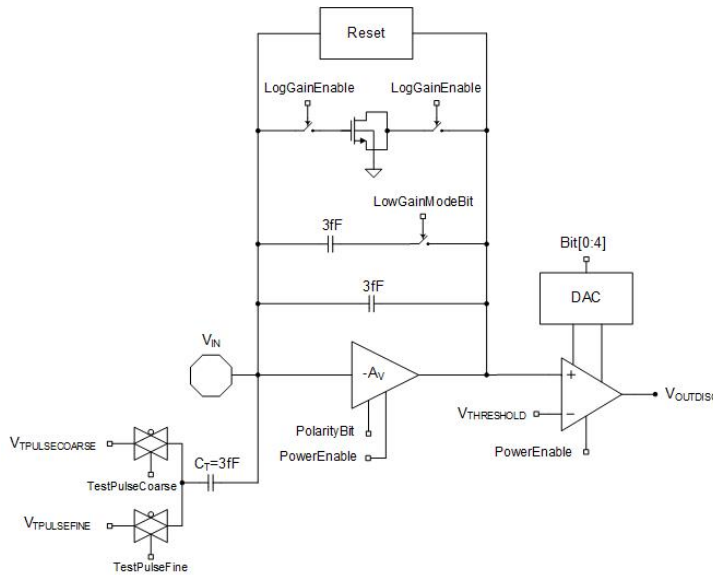 Reset
LogGainEnable LogGainEnable
LowGainModeBit
3fF
Bit[0:4]
3fF
DAC
VIN
-AV
+
VOUTDISC
VTHRESHOLD
−
PolarityBit
PowerEnable
PowerEnable
VTPULSECOARSE
CT=3fF
TestPulseCoarse
VTPULSEFINE
TestPulseFine